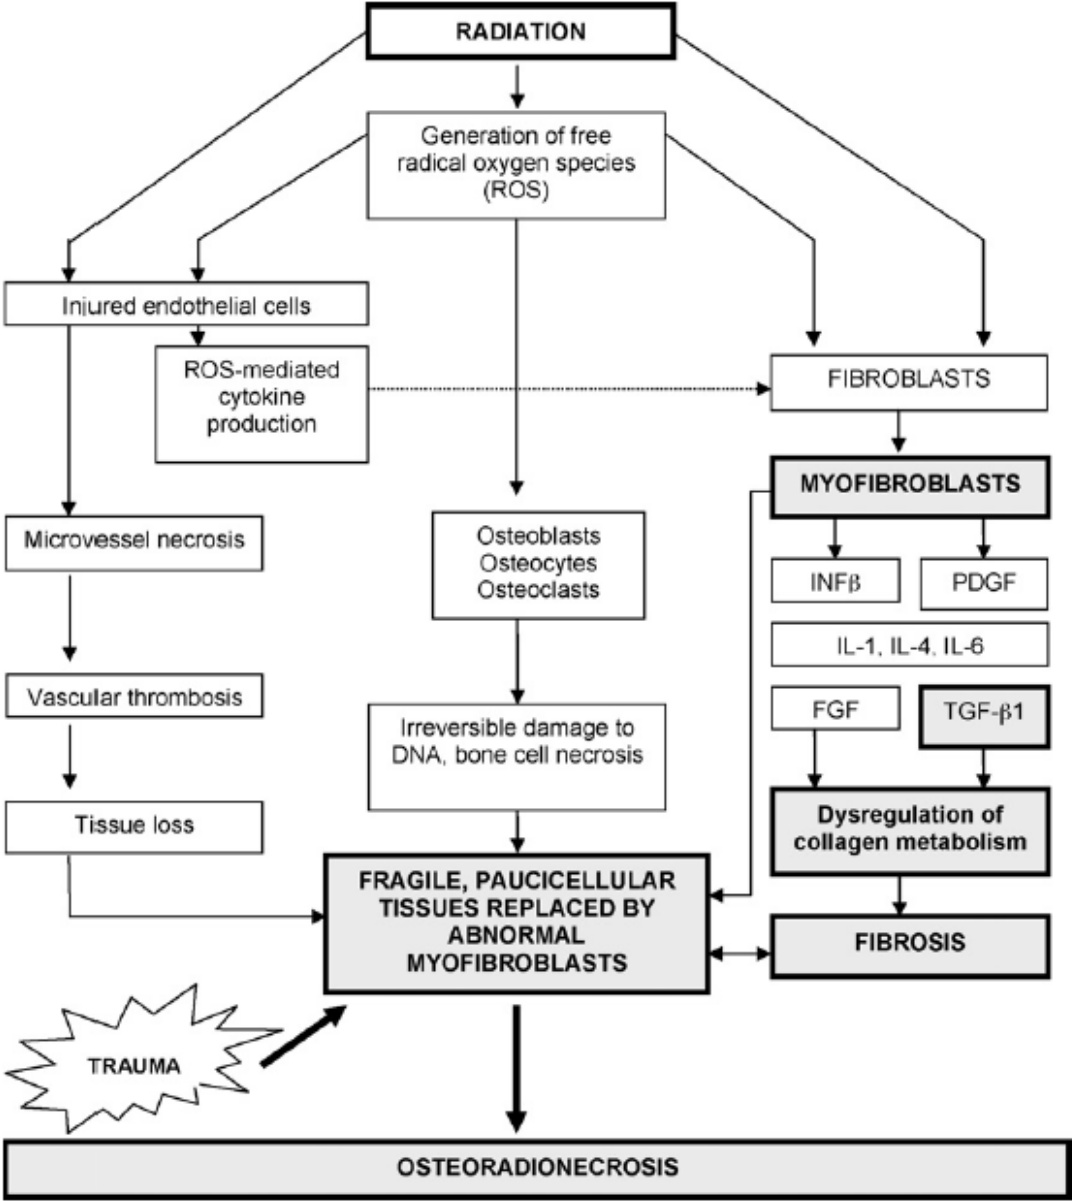 RADIATION
Generation of free
radical oxygen species
(ROS)
Injured endothelial cells
ROS-mediated
cytokine
production
FIBROBLASTS
MYOFIBROBLASTS
Microvessel necrosis
Osteoblasts
Osteocytes
Osteoclasts
INFβ
PDGF
IL-1, IL-4, IL-6
Vascular thrombosis
FGF
TGF-β1
Irreversible damage to
DNA, bone cell necrosis
Tissue loss
Dysregulation of
collagen metabolism
FRAGILE, PAUCICELLULAR
TISSUES REPLACED BY
ABNORMAL
MYOFIBROBLASTS
FIBROSIS
TRAUMA
OSTEORADIONECROSIS